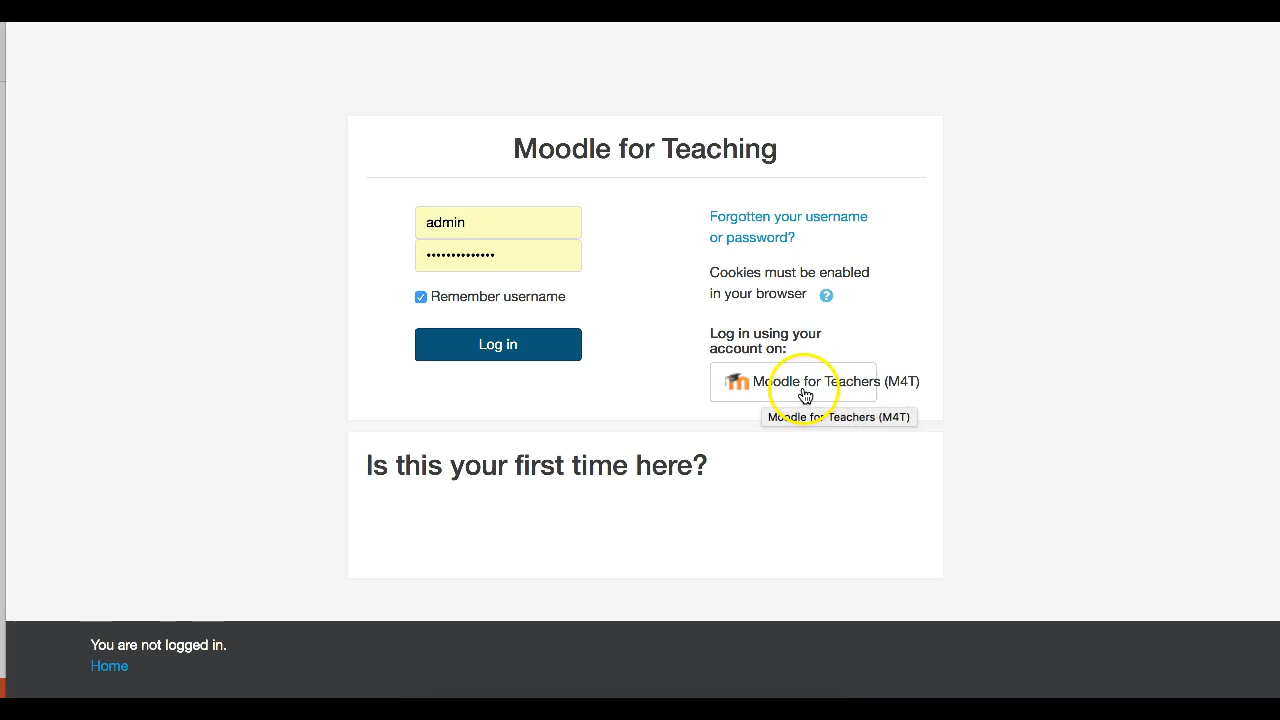 Moodle for Teaching
admin
••••••••••••••
Remember username
Log in
Forgotten your username
or password?
Cookies must be enabled
in your browser ?
Log in using your
account on:
Moodle for Teachers (M4T)
Moodle for Teachers (M4T)
Is this your first time here?
You are not logged in.
Home